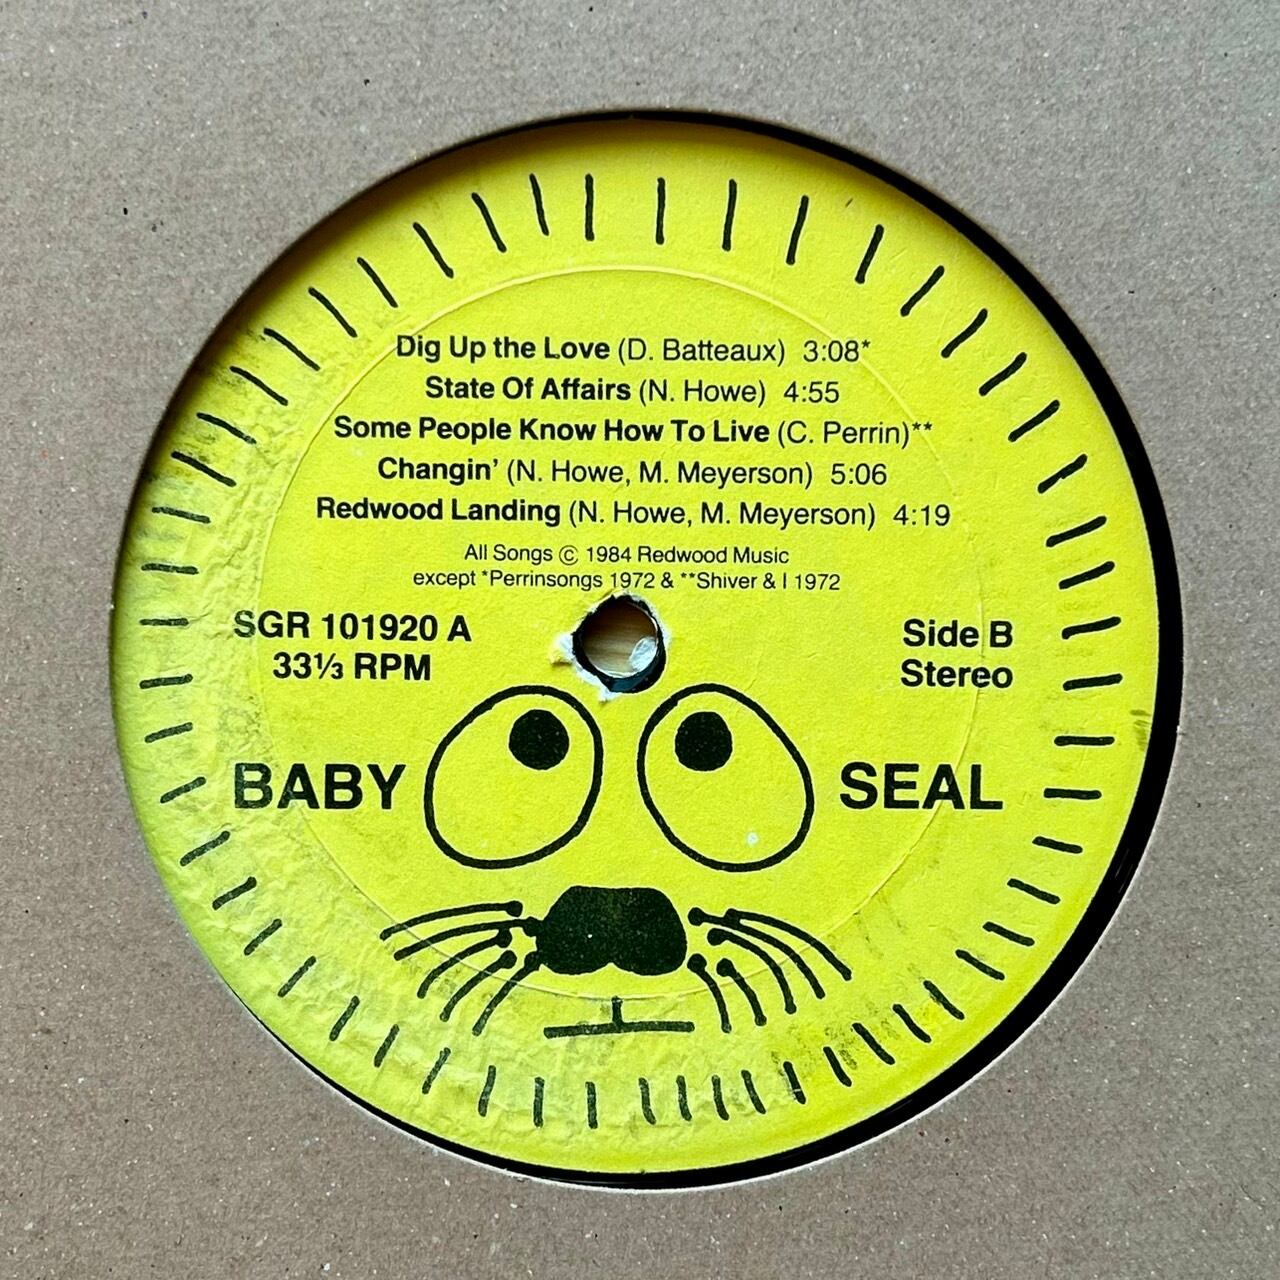 Dig Up the Love (D. Batteaux) 3:08*
State Of Affairs (N. Howe) 4:55
Some People Know How To Live (C. Perrin)**
Changin' (N. Howe, M. Meyerson) 5:06
Redwood Landing (N. Howe, M. Meyerson) 4:19
All Songs © 1984 Redwood Music
except *Perrinsongs 1972 & **Shiver & I 1972
SGR 101920 A
33⅓ RPM
Side B
Stereo
BABY SEAL